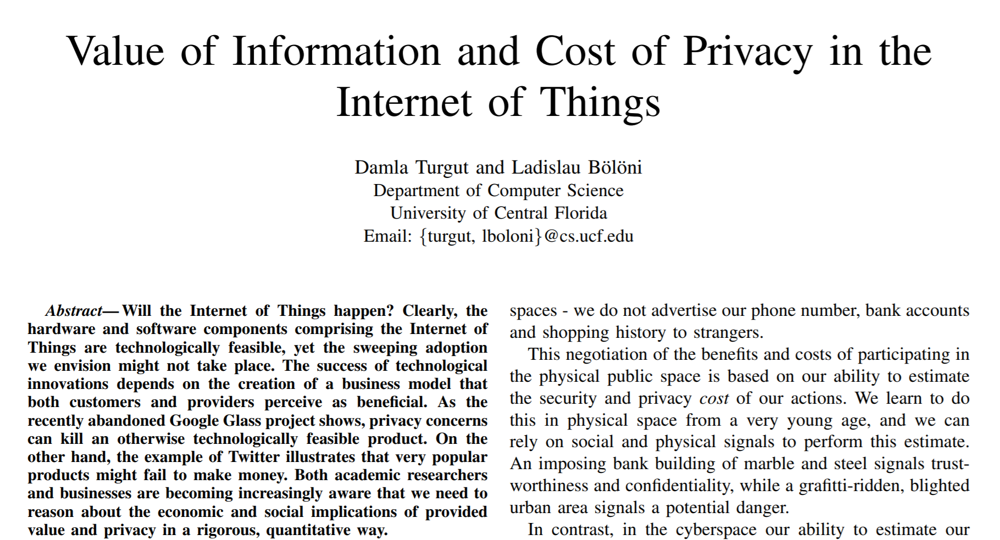 Value of Information and Cost of Privacy in the
Internet of Things
Damla Turgut and Ladislau Bölöni
Department of Computer Science
University of Central Florida
Email: {turgut, lboloni}@cs.ucf.edu
Abstract—Will the Internet of Things happen? Clearly, the
hardware and software components comprising the Internet of
Things are technologically feasible, yet the sweeping adoption
we envision might not take place. The success of technological
innovations depends on the creation of a business model that
both customers and providers perceive as beneficial. As the
recently abandoned Google Glass project shows, privacy concerns
can kill an otherwise technologically feasible product. On the
other hand, the example of Twitter illustrates that very popular
products might fail to make money. Both academic researchers
and businesses are becoming increasingly aware that we need to
reason about the economic and social implications of provided
value and privacy in a rigorous, quantitative way.
spaces - we do not advertise our phone number, bank accounts
and shopping history to strangers.
This negotiation of the benefits and costs of participating in
the physical public space is based on our ability to estimate
the security and privacy cost of our actions. We learn to do
this in physical space from a very young age, and we can
rely on social and physical signals to perform this estimate.
An imposing bank building of marble and steel signals trust-
worthiness and confidentiality, while a grafitti-ridden, blighted
urban area signals a potential danger.
In contrast, in the cyberspace our ability to estimate our